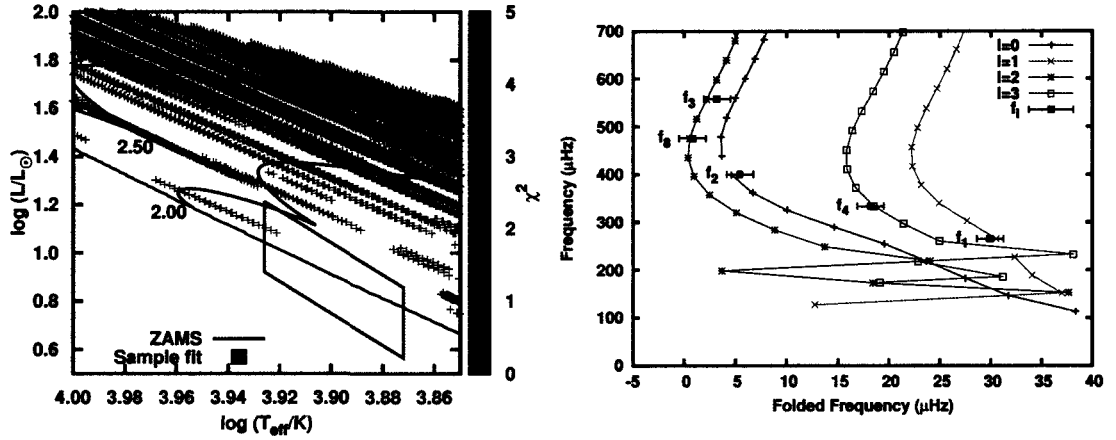 2.0
1.8
1.6
1.4
1.2
1.0
0.8
0.6
log (L/L⊙)
2.50
2.00
ZAMS
Sample fit
4.00 3.98 3.96 3.94 3.92 3.90 3.88 3.86
log (Teff/K)
5
4
3
2
1
0
χ²
700
600
500
400
300
200
100
0
Frequency (μHz)
f3
f8
f2
f4
f1
l=0
l=1
l=2
l=3
fi
-5 0 5 10 15 20 25 30 35 40
Folded Frequency (μHz)